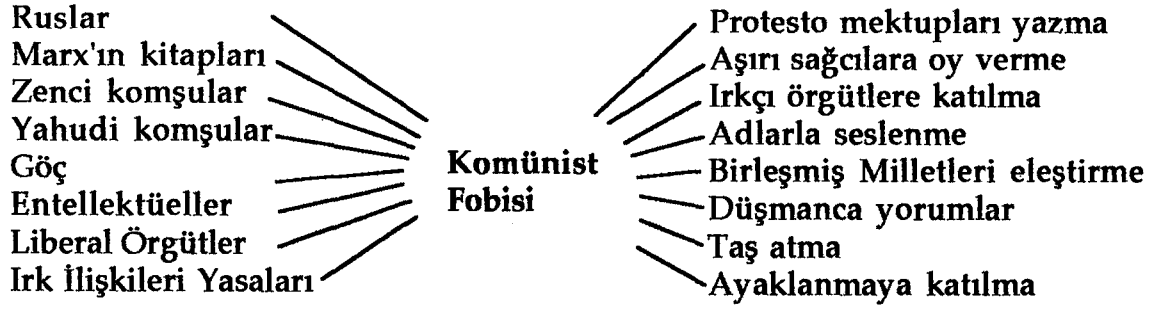 Ruslar
Marx'ın kitapları
Zenci komşular
Yahudi komşular
Göç
Entellektüeller
Liberal Örgütler
Irk İlişkileri Yasaları
Komünist
Fobisi
Protesto mektupları yazma
Aşırı sağcılara oy verme
Irkçı örgütlere katılma
Adlarla seslenme
Birleşmiş Milletleri eleştirme
Düşmanca yorumlar
Taş atma
Ayaklanmaya katılma